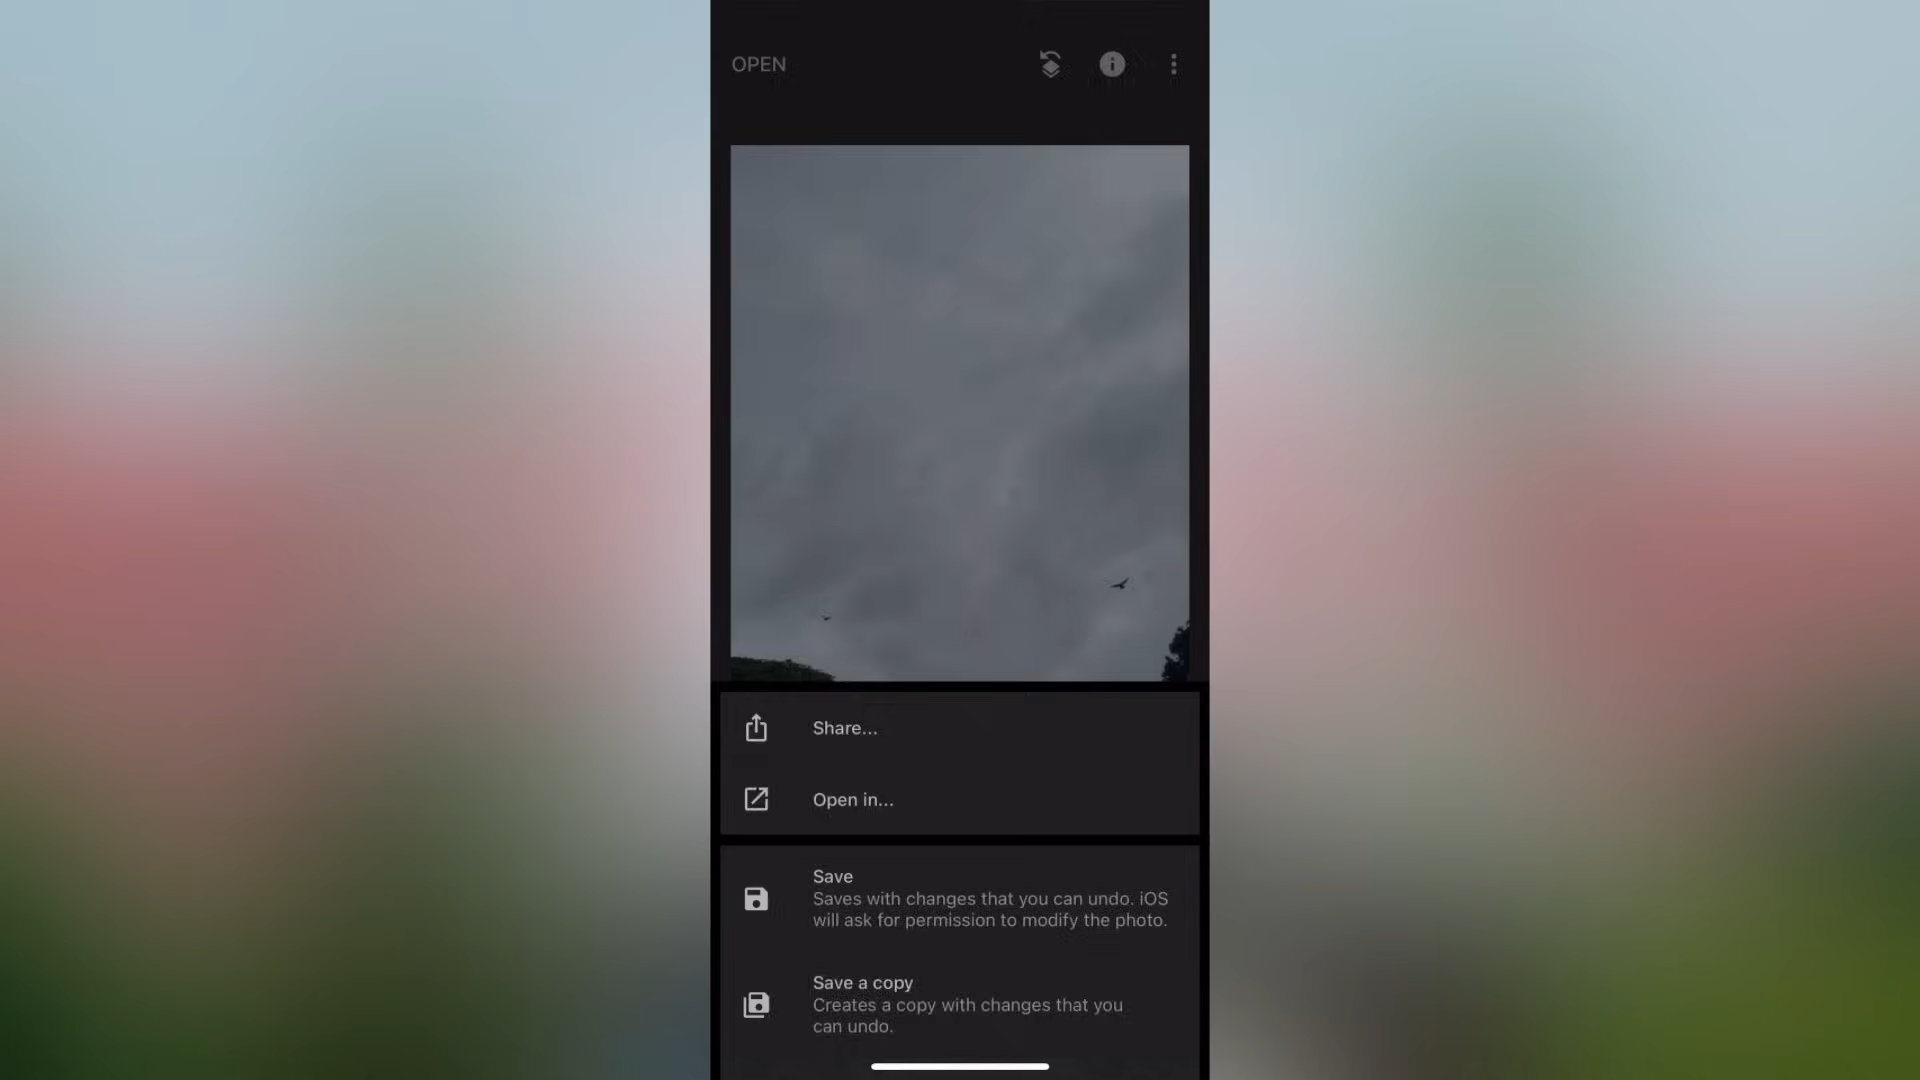 OPEN
Share...
Open in...
Save
Saves with changes that you can undo. iOS
will ask for permission to modify the photo.
Save a copy
Creates a copy with changes that you
can undo.